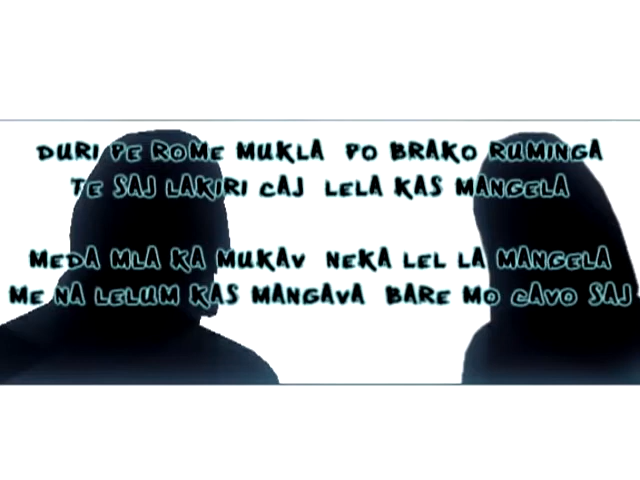 DURI PE ROME MUKLA PO BRAKO RUMINGA
TE SAJ LAKIRI CAJ LELA KAS MANGELA
MEDA MLA KA MUKAV NEKA LEL LA MANGELA
ME NA LELUM KAS MANGAVA BARE MO CAVO SAJ